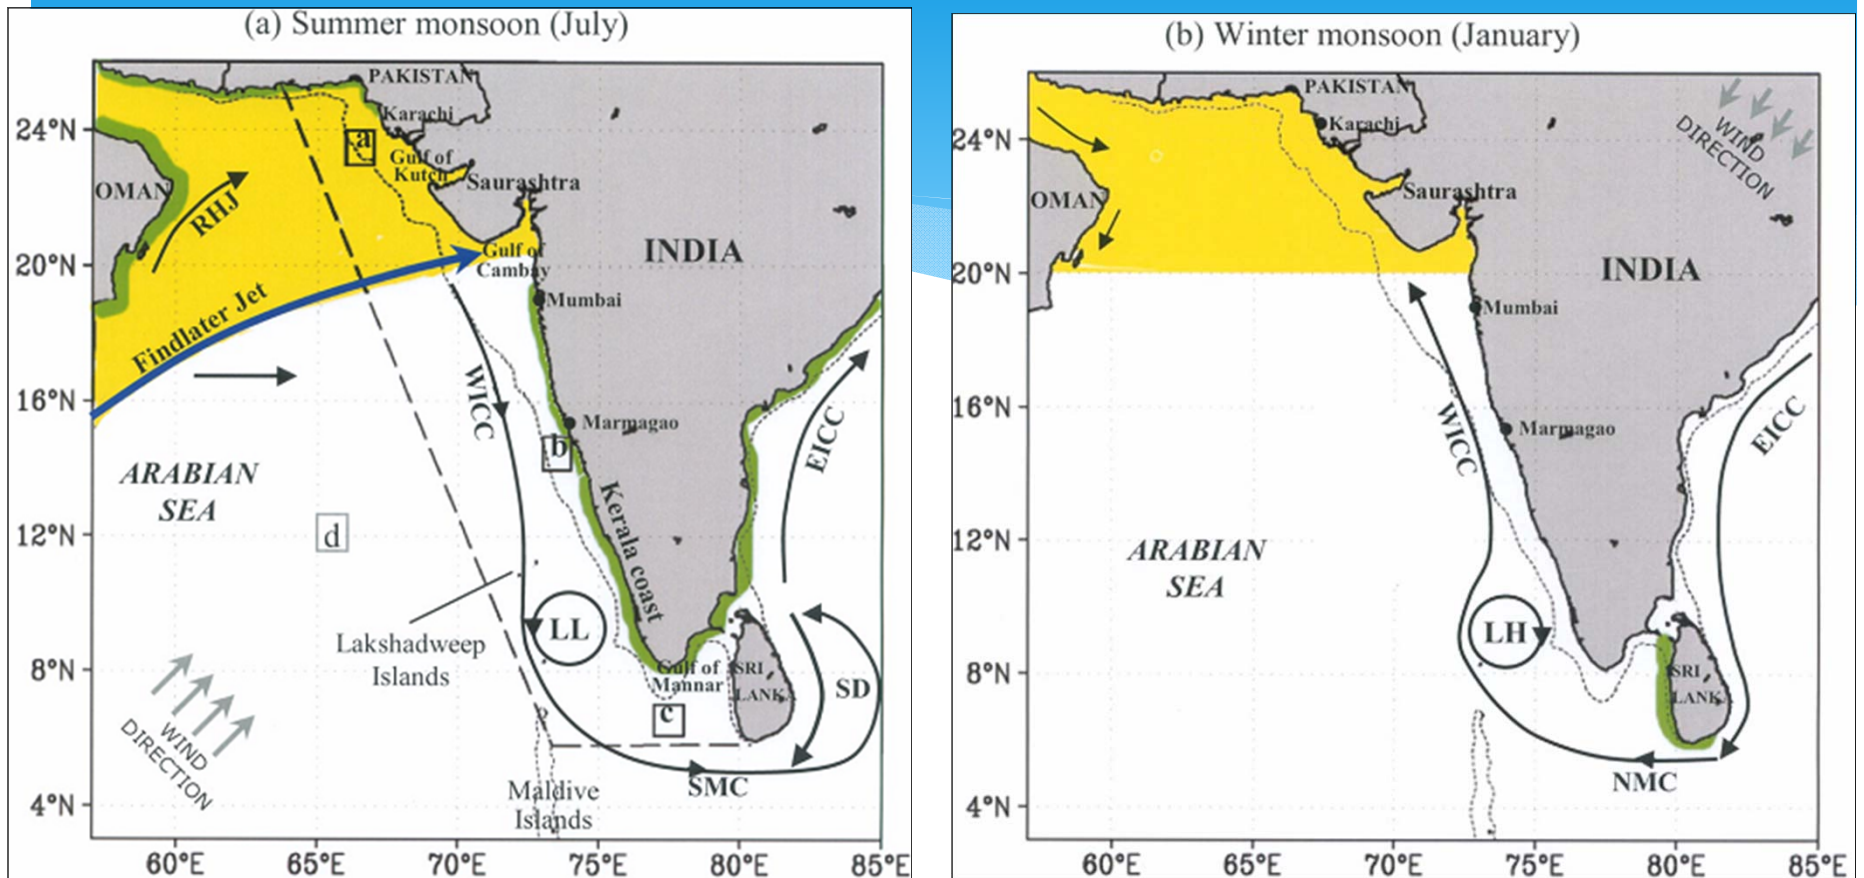 (a) Summer monsoon (July)
PAKISTAN
Karachi
24°N
a
Gulf of
Kutch
Saurashtra
OMAN
RHJ
INDIA
Gulf of
Cambay
20°N
Mumbai
Findlater Jet
16°N
WICC
Marmagao
b
EICC
ARABIAN
SEA
Kerala coast
d
12°N
LL
Lakshadweep
Islands
8°N
Gulf of
Mannar
SRI
LANKA
SD
c
WIND
DIRECTION
SMC
Maldive
Islands
4°N
60°E
65°E
70°E
75°E
80°E
85°E
(b) Winter monsoon (January)
PAKISTAN
Karachi
24°N
WIND
DIRECTION
Saurashtra
OMAN
INDIA
20°N
Mumbai
16°N
WICC
Marmagao
EICC
12°N
ARABIAN
SEA
LH
8°N
SRI
LANKA
NMC
4°N
60°E
65°E
70°E
75°E
80°E
85°E